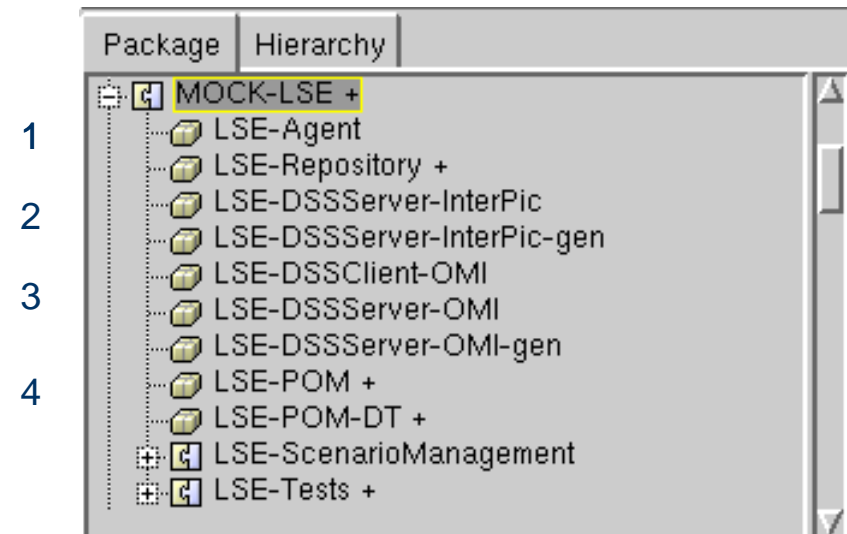 Package Hierarchy
MOCK-LSE +
1 LSE-Agent
LSE-Repository +
2 LSE-DSSServer-InterPic
LSE-DSSServer-InterPic-gen
3 LSE-DSSClient-OMI
LSE-DSSServer-OMI
LSE-DSSServer-OMI-gen
4 LSE-POM +
LSE-POM-DT +
LSE-ScenarioManagement
LSE-Tests +